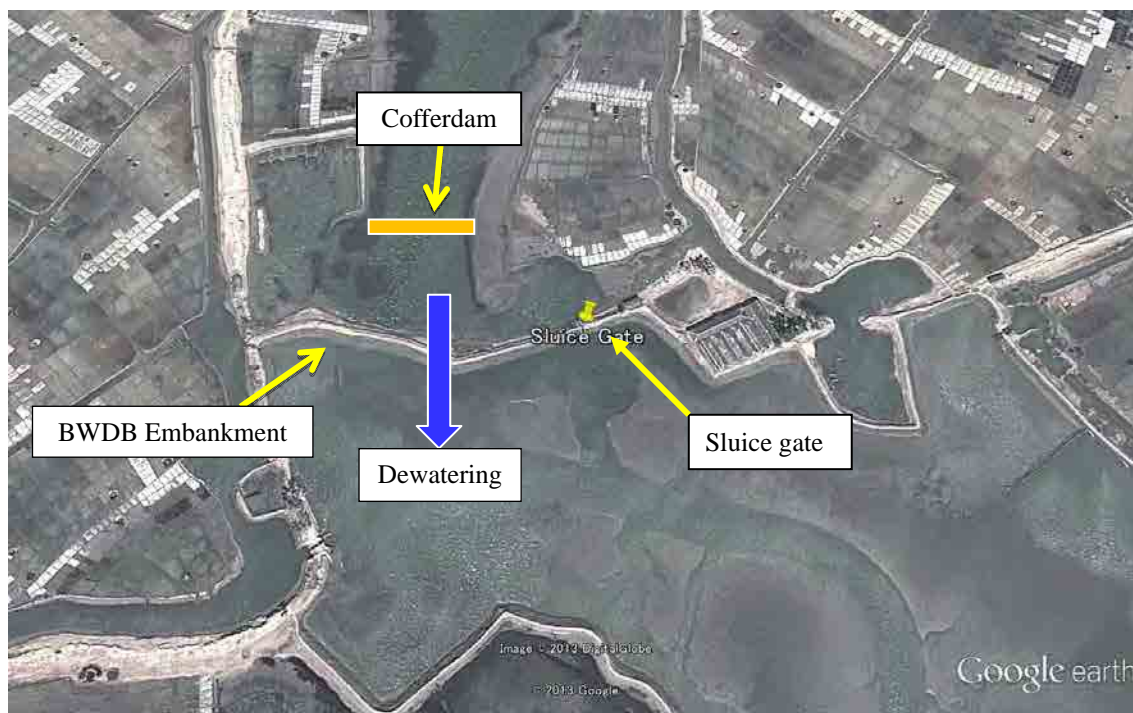 Cofferdam
Sluice Gate
BWDB Embankment
Sluice gate
Dewatering
Image © 2013 DigitalGlobe
© 2013 Google
Google earth